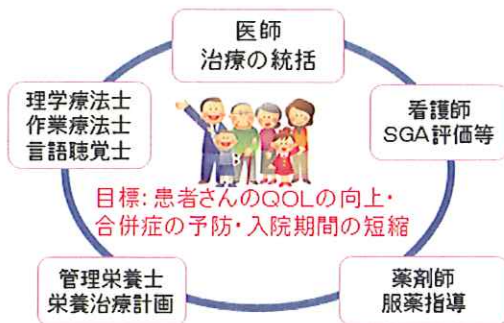 医師
治療の統括
理学療法士
作業療法士
言語聴覚士
看護師
SGA評価等
目標:患者さんのQOLの向上・
合併症の予防・入院期間の短縮
管理栄養士
栄養治療計画
薬剤師
服薬指導